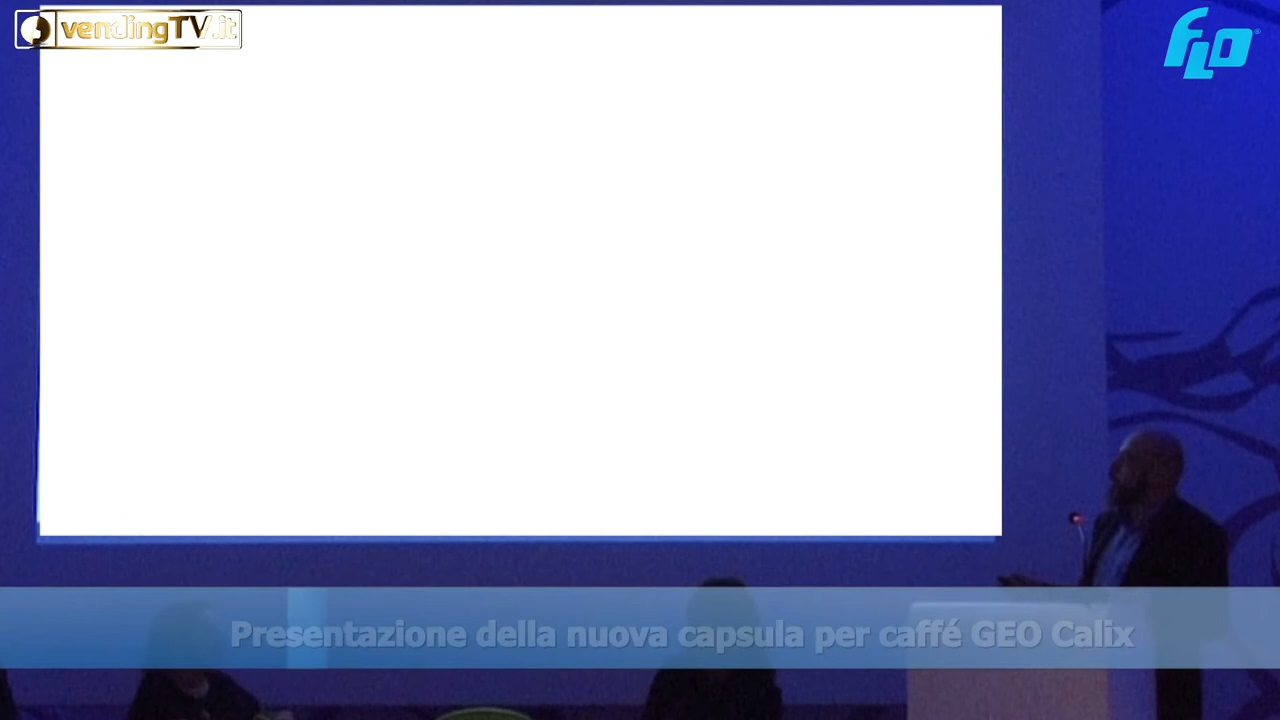 vendingTV.it
FLO®
Presentazione della nuova capsula per caffé GEO Calix